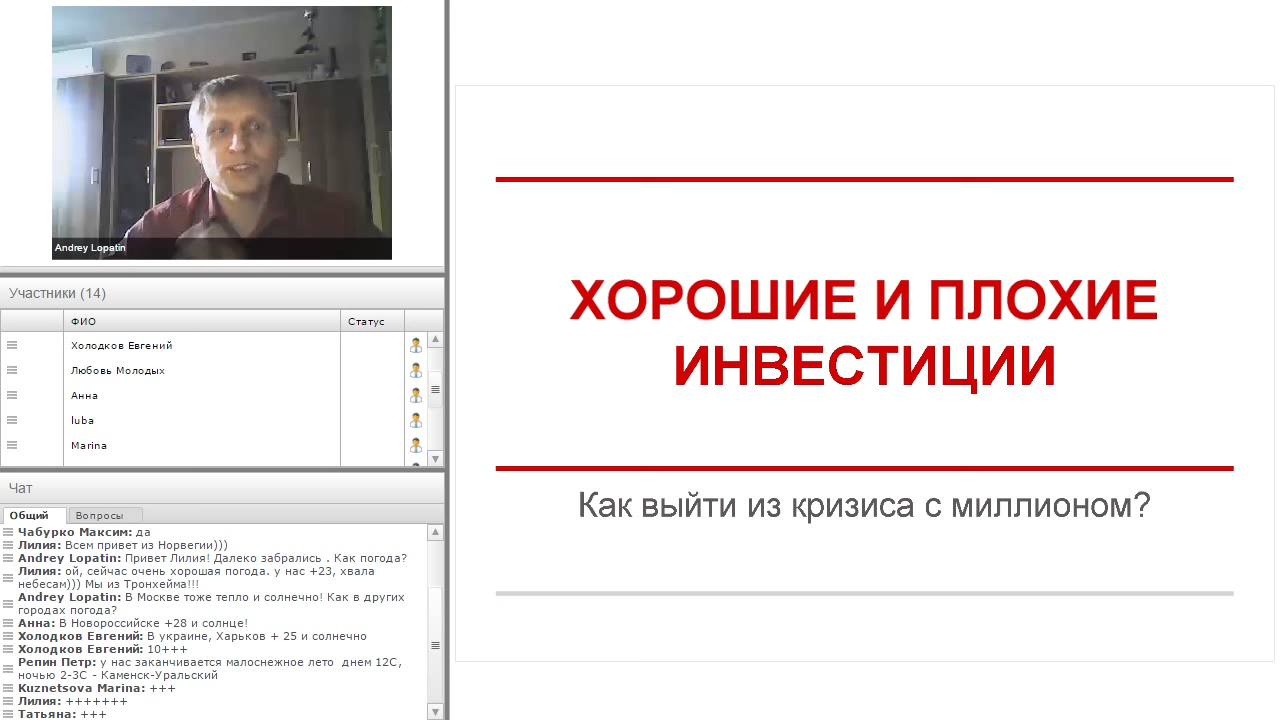 Andrey Lopatin
Участники (14)
ФИО
Статус
Холодков Евгений
Любовь Молодых
Анна
luba
Marina
Чат
Общий
Вопросы
Чабурко Максим: да
Лилия: Всем привет из Норвегии)))
Andrey Lopatin: Привет Лилия! Далеко забрались . Как погода?
Лилия: ой, сейчас очень хорошая погода. у нас +23, хвала
небесам))) Мы из Тронхейма!!!
Andrey Lopatin: В Москве тоже тепло и солнечно! Как в других
городах погода?
Анна: В Новороссийске +28 и солнце!
Холодков Евгений: В украине, Харьков + 25 и солнечно
Холодков Евгений: 10+++
Репин Петр: у нас заканчивается малоснежное лето днем 12С,
ночью 2-3С - Каменск-Уральский
Kuznetsova Marina: +++
Лилия: +++++++
Татьяна: +++
ХОРОШИЕ И ПЛОХИЕ
ИНВЕСТИЦИИ
Как выйти из кризиса с миллионом?